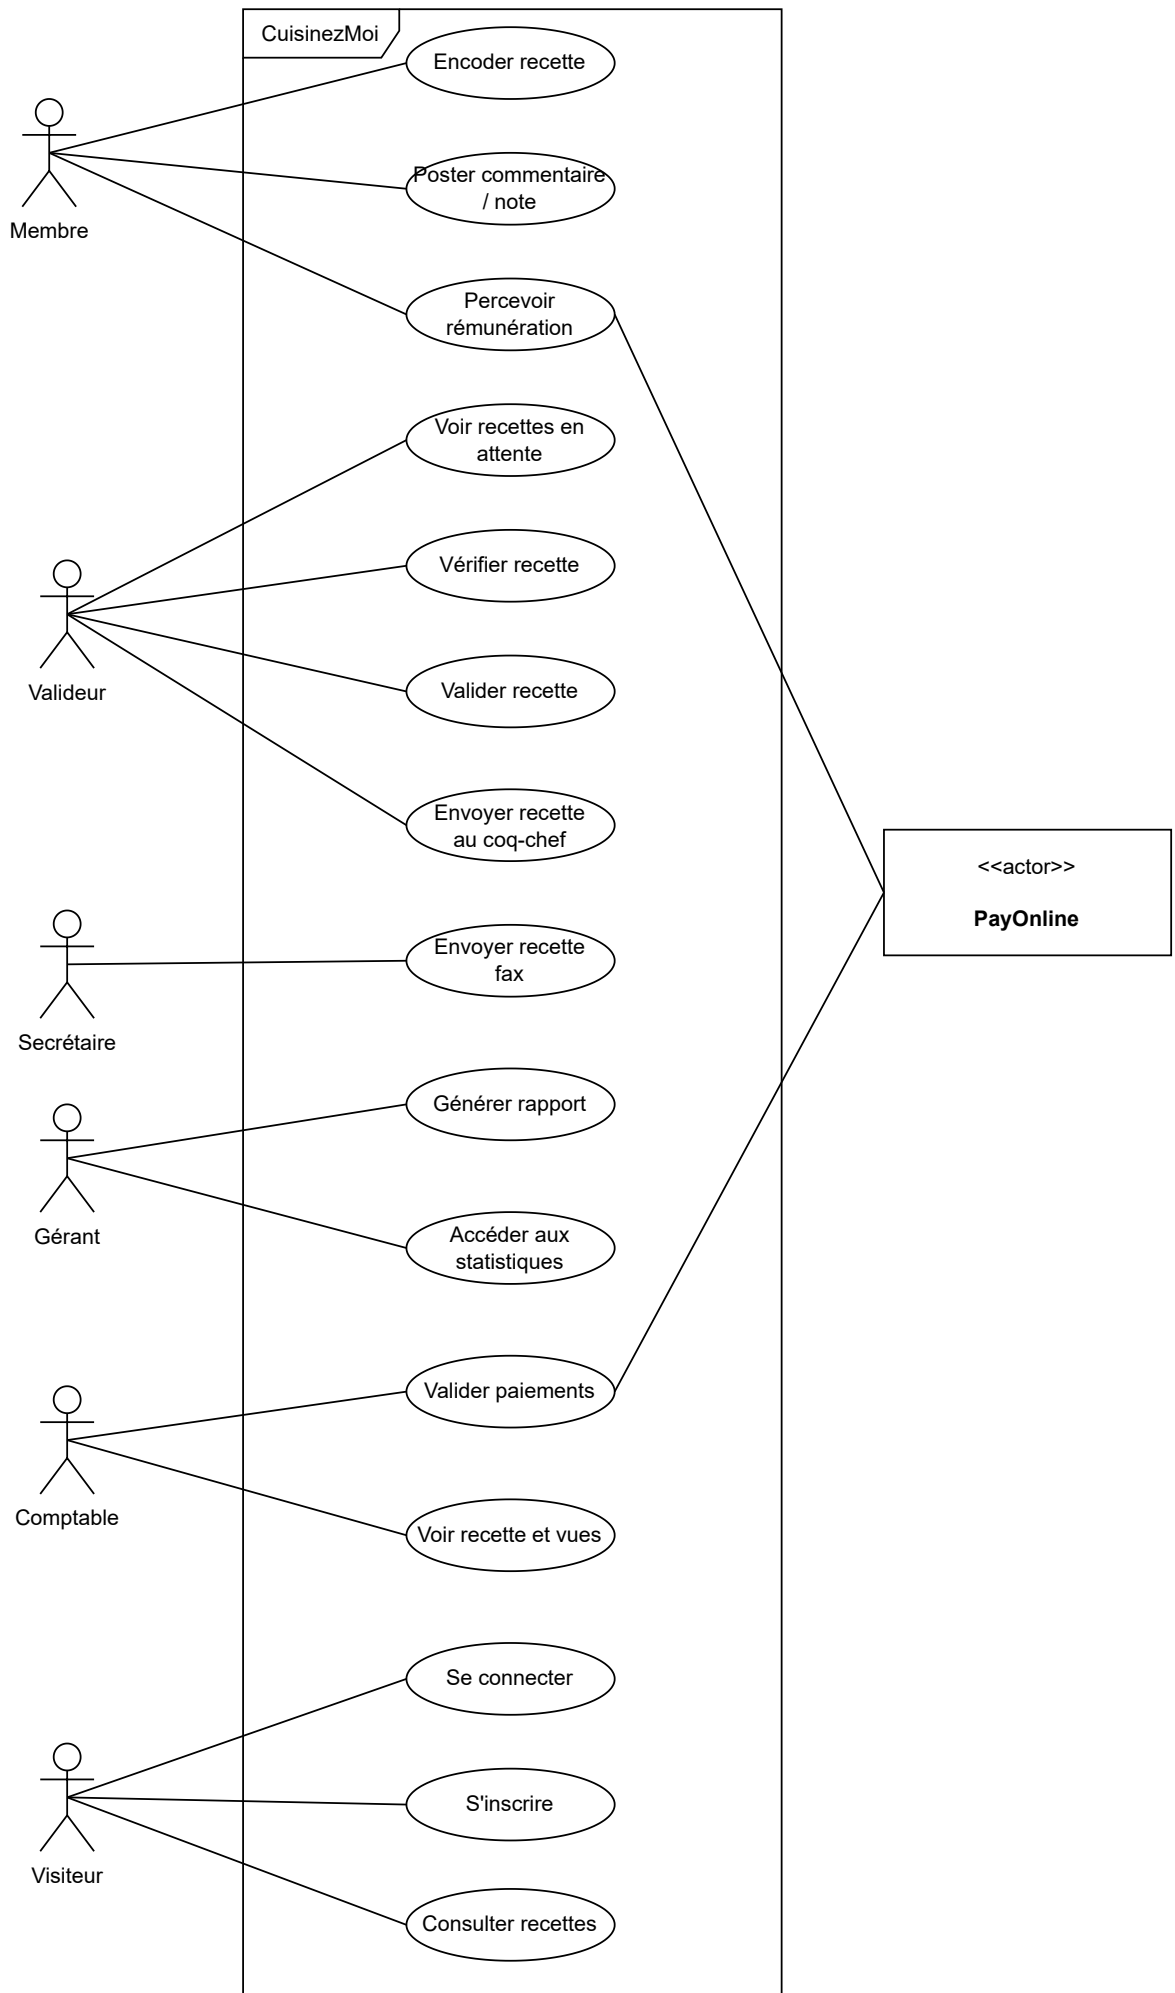 CuisinezMoi
Encoder recette
Poster commentaire
/ note
Membre
Percevoir
rémunération
Voir recettes en
attente
Vérifier recette
Valideur
Valider recette
Envoyer recette
au coq-chef
<<actor>>
PayOnline
Envoyer recette
fax
Secrétaire
Générer rapport
Gérant
Accéder aux
statistiques
Valider paiements
Comptable
Voir recette et vues
Se connecter
S'inscrire
Visiteur
Consulter recettes